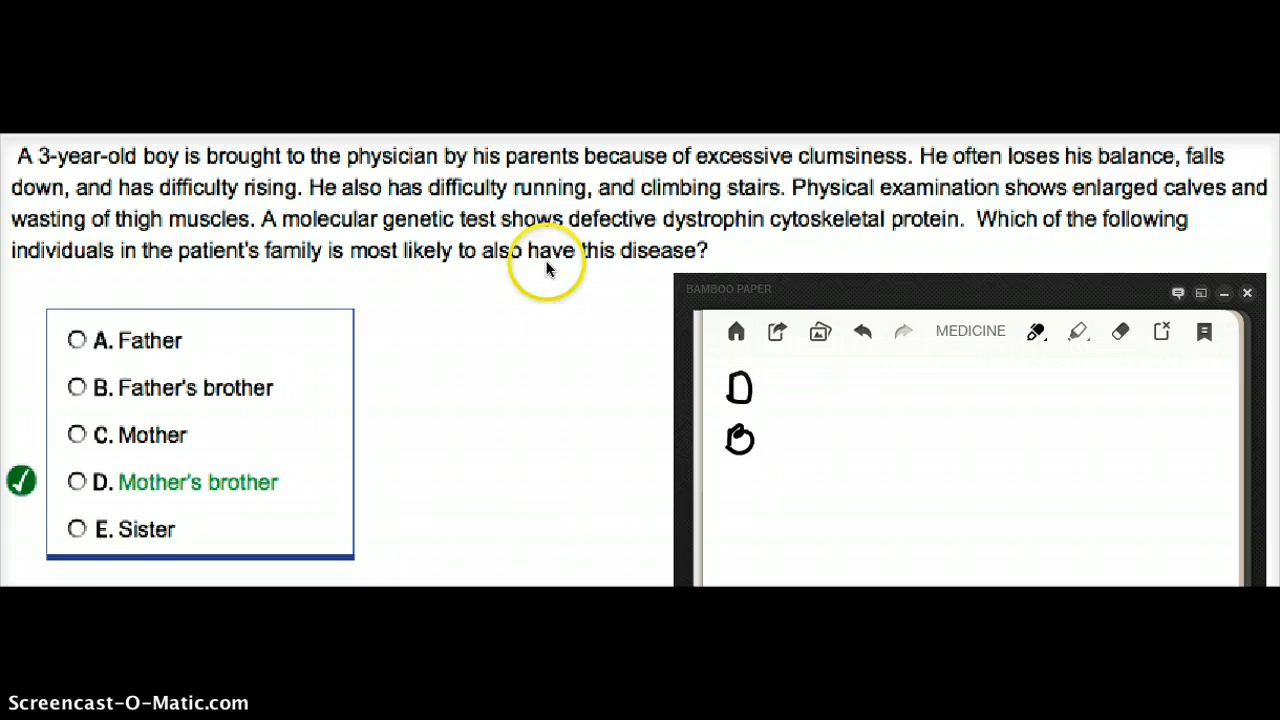 A 3-year-old boy is brought to the physician by his parents because of excessive clumsiness. He often loses his balance, falls
down, and has difficulty rising. He also has difficulty running, and climbing stairs. Physical examination shows enlarged calves and
wasting of thigh muscles. A molecular genetic test shows defective dystrophin cytoskeletal protein. Which of the following
individuals in the patient's family is most likely to also have this disease?
BAMBOO PAPER
MEDICINE
A. Father
B. Father's brother
C. Mother
D. Mother's brother
E. Sister
Screencast-O-Matic.com